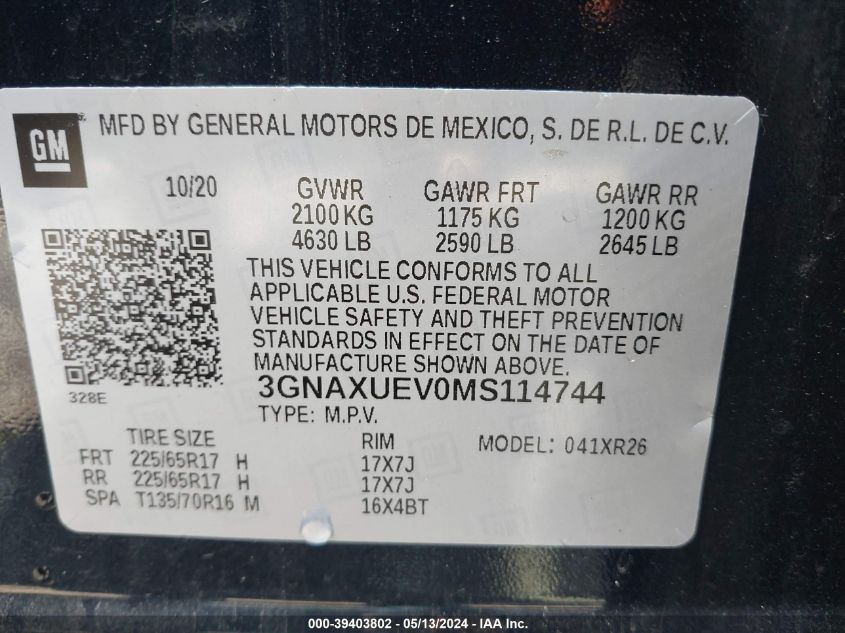 GM
MFD BY GENERAL MOTORS DE MEXICO, S. DE R.L. DE C.V.
10/20 GVWR GAWR FRT GAWR RR
2100 KG 1175 KG 1200 KG
4630 LB 2590 LB 2645 LB
THIS VEHICLE CONFORMS TO ALL
APPLICABLE U.S. FEDERAL MOTOR
VEHICLE SAFETY AND THEFT PREVENTION
STANDARDS IN EFFECT ON THE DATE OF
MANUFACTURE SHOWN ABOVE.
328E
3GNAXUEV0MS114744
TYPE: M.P.V.
TIRE SIZE RIM MODEL: 041XR26
FRT 225/65R17 H 17X7J
RR 225/65R17 H 17X7J
SPA T135/70R16 M 16X4BT
000-39403802 - 05/13/2024 - IAA Inc.